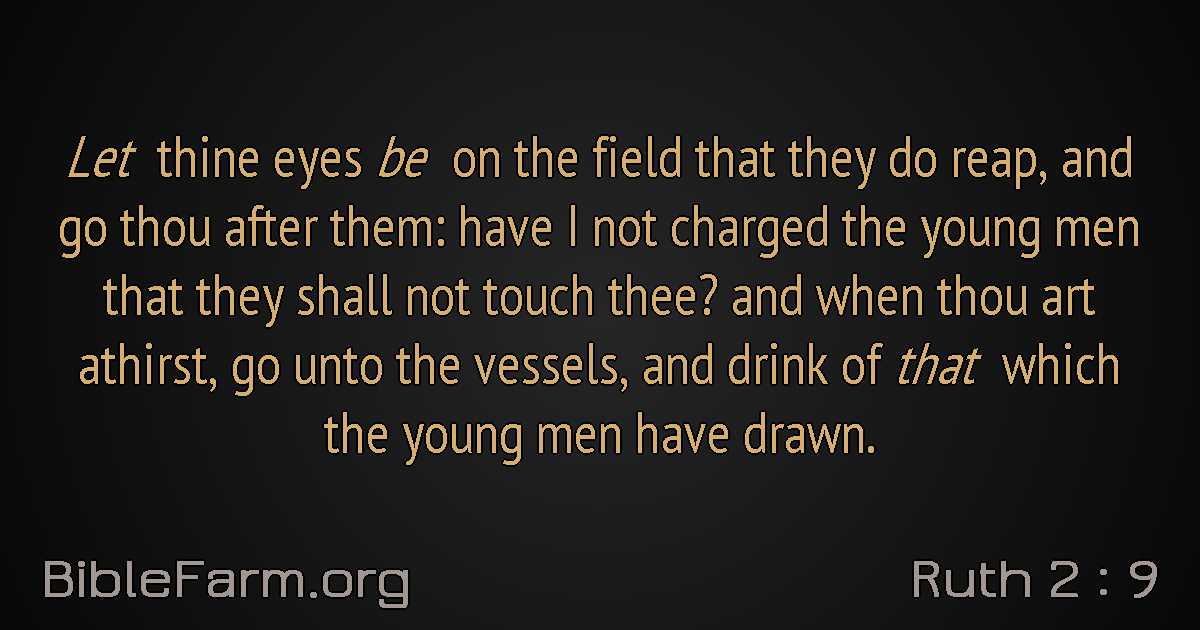 Let thine eyes be on the field that they do reap, and
go thou after them: have I not charged the young men
that they shall not touch thee? and when thou art
athirst, go unto the vessels, and drink of that which
the young men have drawn.
BibleFarm.org
Ruth 2 : 9